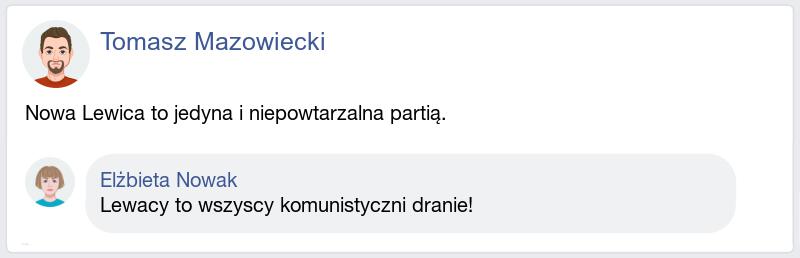 Tomasz Mazowiecki
Nowa Lewica to jedyna i niepowtarzalna partią.
Elżbieta Nowak
Lewacy to wszyscy komunistyczni dranie!